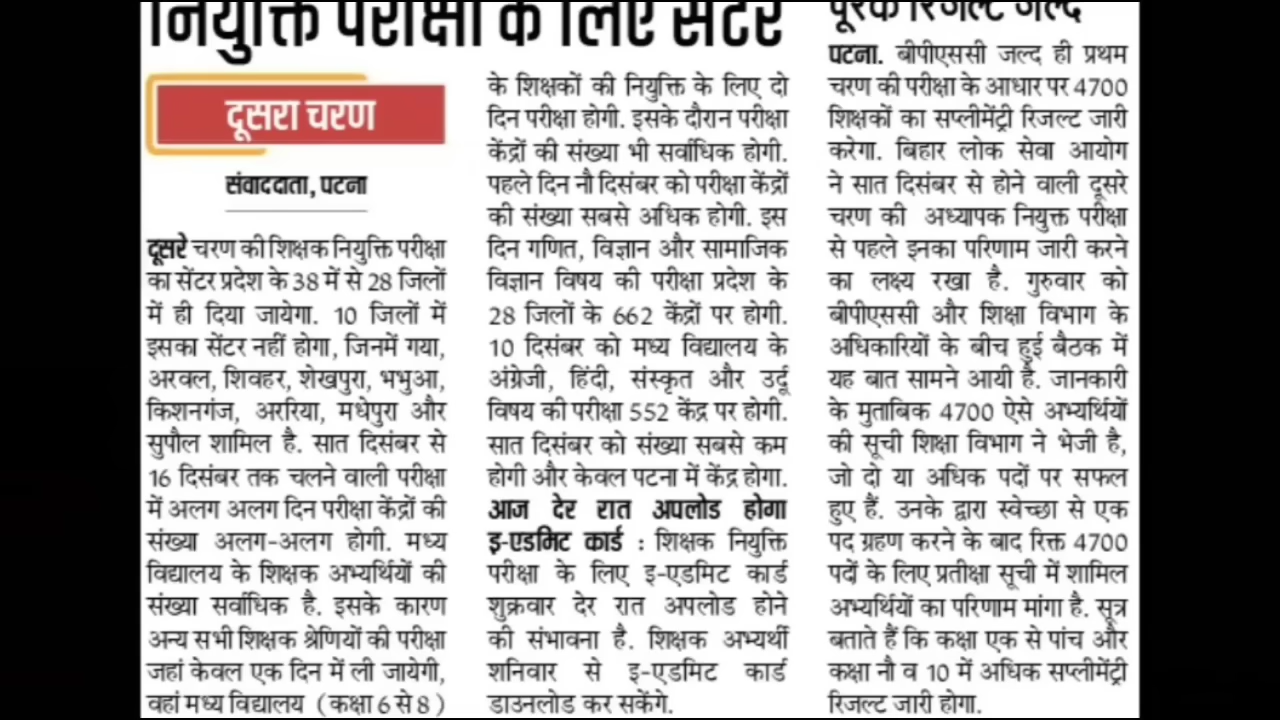 नियुक्ति परीक्षा के लिए सेंटर
दूसरा चरण
संवाददाता, पटना
दूसरे चरण की शिक्षक नियुक्ति परीक्षा
का सेंटर प्रदेश के 38 में से 28 जिलों
में ही दिया जायेगा. 10 जिलों में
इसका सेंटर नहीं होगा, जिनमें गया,
अरवल, शिवहर, शेखपुरा, भभुआ,
किशनगंज, अररिया, मधेपुरा और
सुपौल शामिल है. सात दिसंबर से
16 दिसंबर तक चलने वाली परीक्षा
में अलग अलग दिन परीक्षा केंद्रों की
संख्या अलग-अलग होगी. मध्य
विद्यालय के शिक्षक अभ्यर्थियों की
संख्या सर्वाधिक है. इसके कारण
अन्य सभी शिक्षक श्रेणियों की परीक्षा
जहां केवल एक दिन में ली जायेगी,
वहां मध्य विद्यालय (कक्षा 6 से 8)
के शिक्षकों की नियुक्ति के लिए दो
दिन परीक्षा होगी. इसके दौरान परीक्षा
केंद्रों की संख्या भी सर्वाधिक होगी.
पहले दिन नौ दिसंबर को परीक्षा केंद्रों
की संख्या सबसे अधिक होगी. इस
दिन गणित, विज्ञान और सामाजिक
विज्ञान विषय की परीक्षा प्रदेश के
28 जिलों के 662 केंद्रों पर होगी.
10 दिसंबर को मध्य विद्यालय के
अंग्रेजी, हिंदी, संस्कृत और उर्दू
विषय की परीक्षा 552 केंद्र पर होगी.
सात दिसंबर को संख्या सबसे कम
होगी और केवल पटना में केंद्र होगा.
आज देर रात अपलोड होगा
इ-एडमिट कार्ड : शिक्षक नियुक्ति
परीक्षा के लिए इ-एडमिट कार्ड
शुक्रवार देर रात अपलोड होने
की संभावना है. शिक्षक अभ्यर्थी
शनिवार से इ-एडमिट कार्ड
डाउनलोड कर सकेंगे.
पूरक रिजल्ट जल्द
पटना. बीपीएससी जल्द ही प्रथम
चरण की परीक्षा के आधार पर 4700
शिक्षकों का सप्लीमेंट्री रिजल्ट जारी
करेगा. बिहार लोक सेवा आयोग
ने सात दिसंबर से होने वाली दूसरे
चरण की अध्यापक नियुक्त परीक्षा
से पहले इनका परिणाम जारी करने
का लक्ष्य रखा है. गुरुवार को
बीपीएससी और शिक्षा विभाग के
अधिकारियों के बीच हुई बैठक में
यह बात सामने आयी है. जानकारी
के मुताबिक 4700 ऐसे अभ्यर्थियों
की सूची शिक्षा विभाग ने भेजी है,
जो दो या अधिक पदों पर सफल
हुए हैं. उनके द्वारा स्वेच्छा से एक
पद ग्रहण करने के बाद रिक्त 4700
पदों के लिए प्रतीक्षा सूची में शामिल
अभ्यर्थियों का परिणाम मांगा है. सूत्र
बताते हैं कि कक्षा एक से पांच और
कक्षा नौ व 10 में अधिक सप्लीमेंट्री
रिजल्ट जारी होगा.